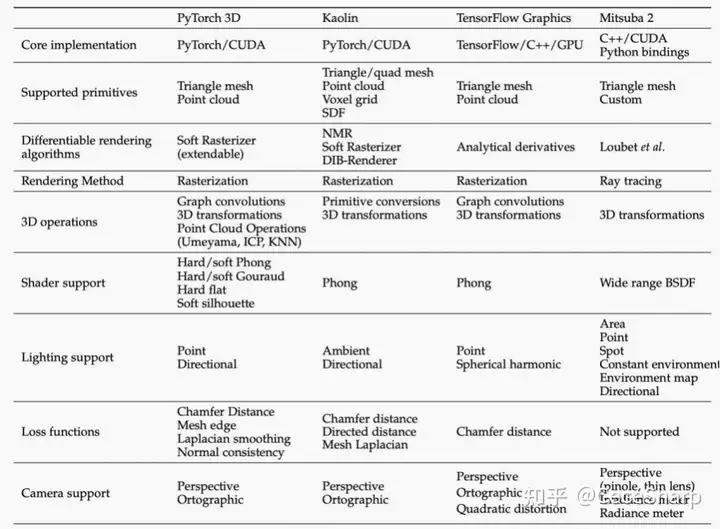 PyTorch 3D Kaolin TensorFlow Graphics Mitsuba 2
Core implementation PyTorch/CUDA PyTorch/CUDA TensorFlow/C++/GPU C++/CUDA
Python bindings
Supported primitives Triangle mesh
Point cloud
Triangle/quad mesh
Point cloud
Voxel grid
SDF
Triangle mesh
Point cloud
Triangle mesh
Custom
Differentiable rendering
algorithms
Soft Rasterizer
(extendable)
NMR
Soft Rasterizer
DIB-Renderer
Analytical derivatives
Loubet et al.
Rendering Method Rasterization Rasterization Rasterization Ray tracing
3D operations
Graph convolutions
3D transformations
Point Cloud Operations
(Umeyama, ICP, KNN)
Primitive conversions
3D transformations
Graph convolutions
3D transformations
3D transformations
Shader support
Hard/soft Phong
Hard/soft Gouraud
Hard flat
Soft silhouette
Phong
Phong
Wide range BSDF
Lighting support
Point
Directional
Ambient
Directional
Point
Spherical harmonic
Area
Point
Spot
Constant environment
Environment map
Directional
Loss functions
Chamfer Distance
Mesh edge
Laplacian smoothing
Normal consistency
Chamfer distance
Directed distance
Mesh Laplacian
Chamfer distance
Not supported
Camera support
Perspective
Ortographic
Perspective
Ortographic
Perspective
Ortographic
Quadratic distortion
Perspective
(pinole, thin lens)
meter
Radiance meter
知乎